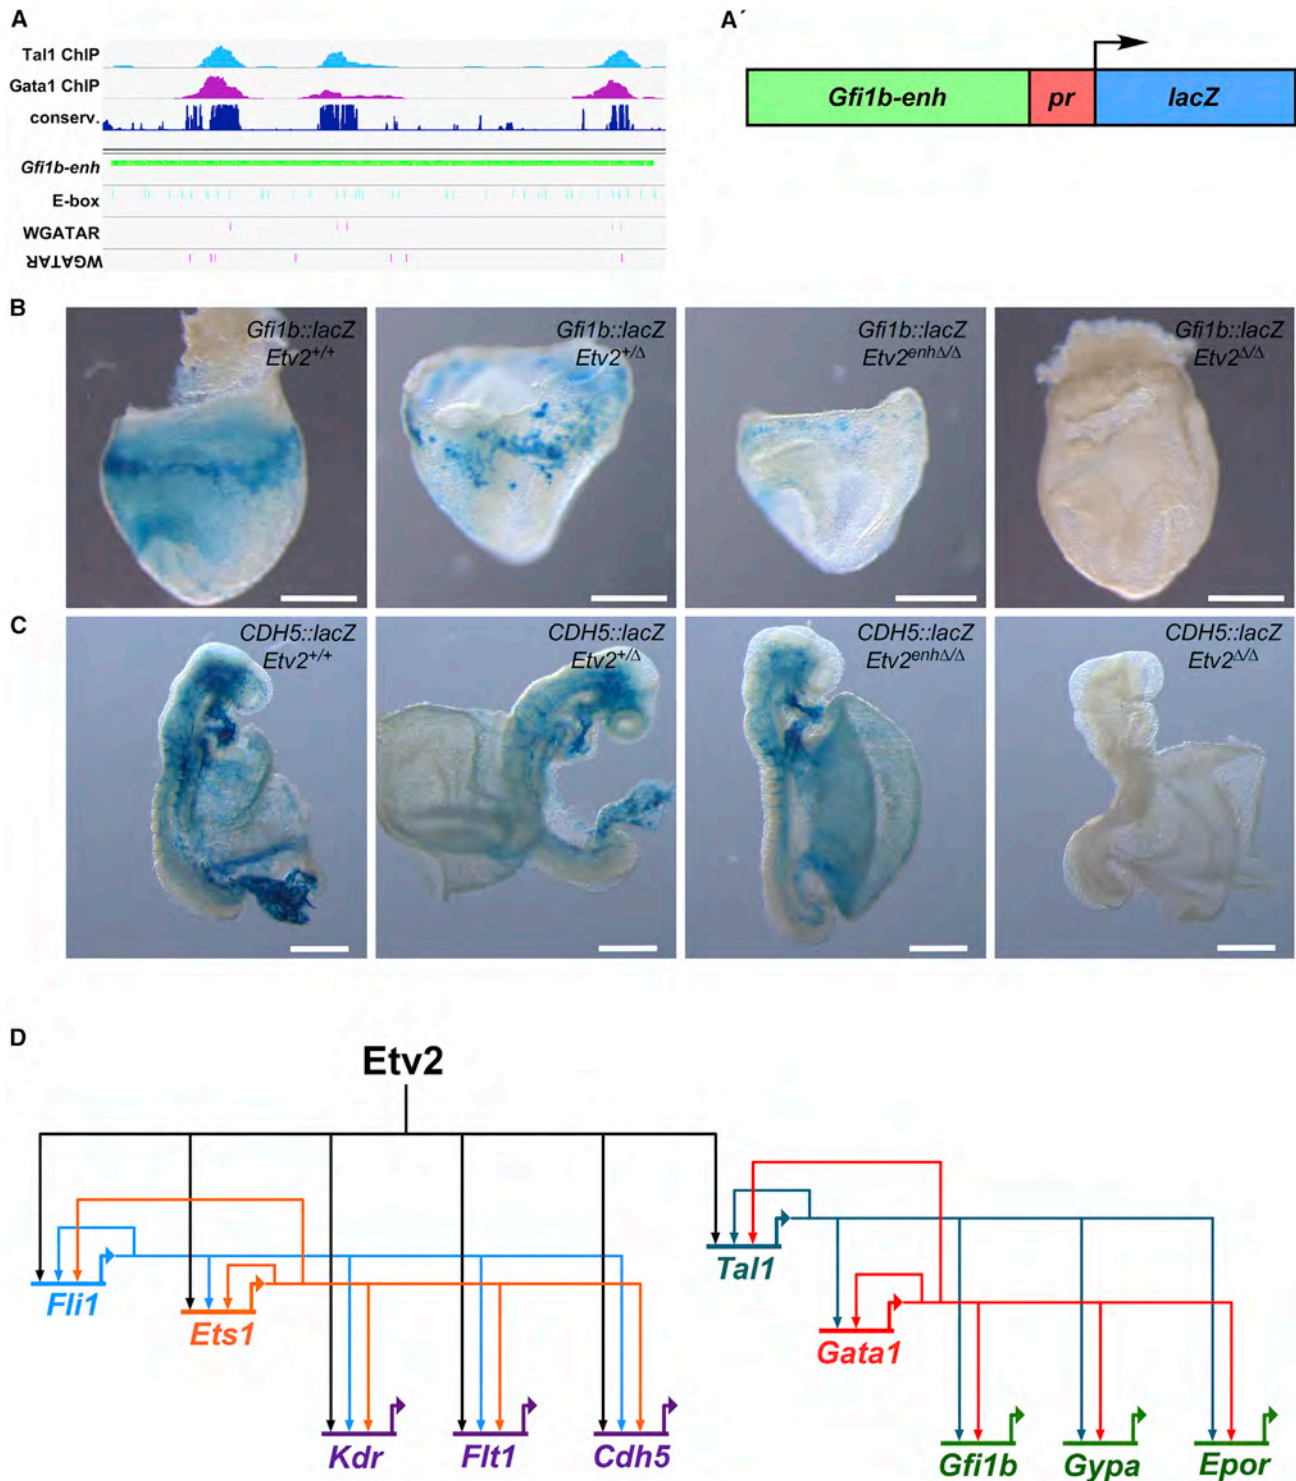 A
A´
Tal1 ChIP
Gata1 ChIP
conserv.
Gfi1b-enh
E-box
WGATAR
WGATAR
Gfi1b-enh
pr
lacZ
B
Gfi1b::lacZ
Etv2+/+
Gfi1b::lacZ
Etv2+/Δ
Gfi1b::lacZ
Etv2enhΔ/Δ
Gfi1b::lacZ
Etv2Δ/Δ
C
CDH5::lacZ
Etv2+/+
CDH5::lacZ
Etv2+/Δ
CDH5::lacZ
Etv2enhΔ/Δ
CDH5::lacZ
Etv2Δ/Δ
D
Etv2
Fli1
Ets1
Tal1
Gata1
Kdr
Flt1
Cdh5
Gfi1b
Gypa
Epor